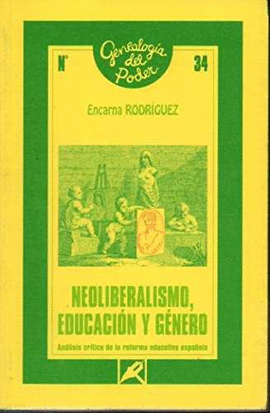 Genealogía
del
Poder
Nº 34
Encarna RODRÍGUEZ
NEOLIBERALISMO,
EDUCACIÓN Y GÉNERO
Análisis crítico de la reforma educativa española